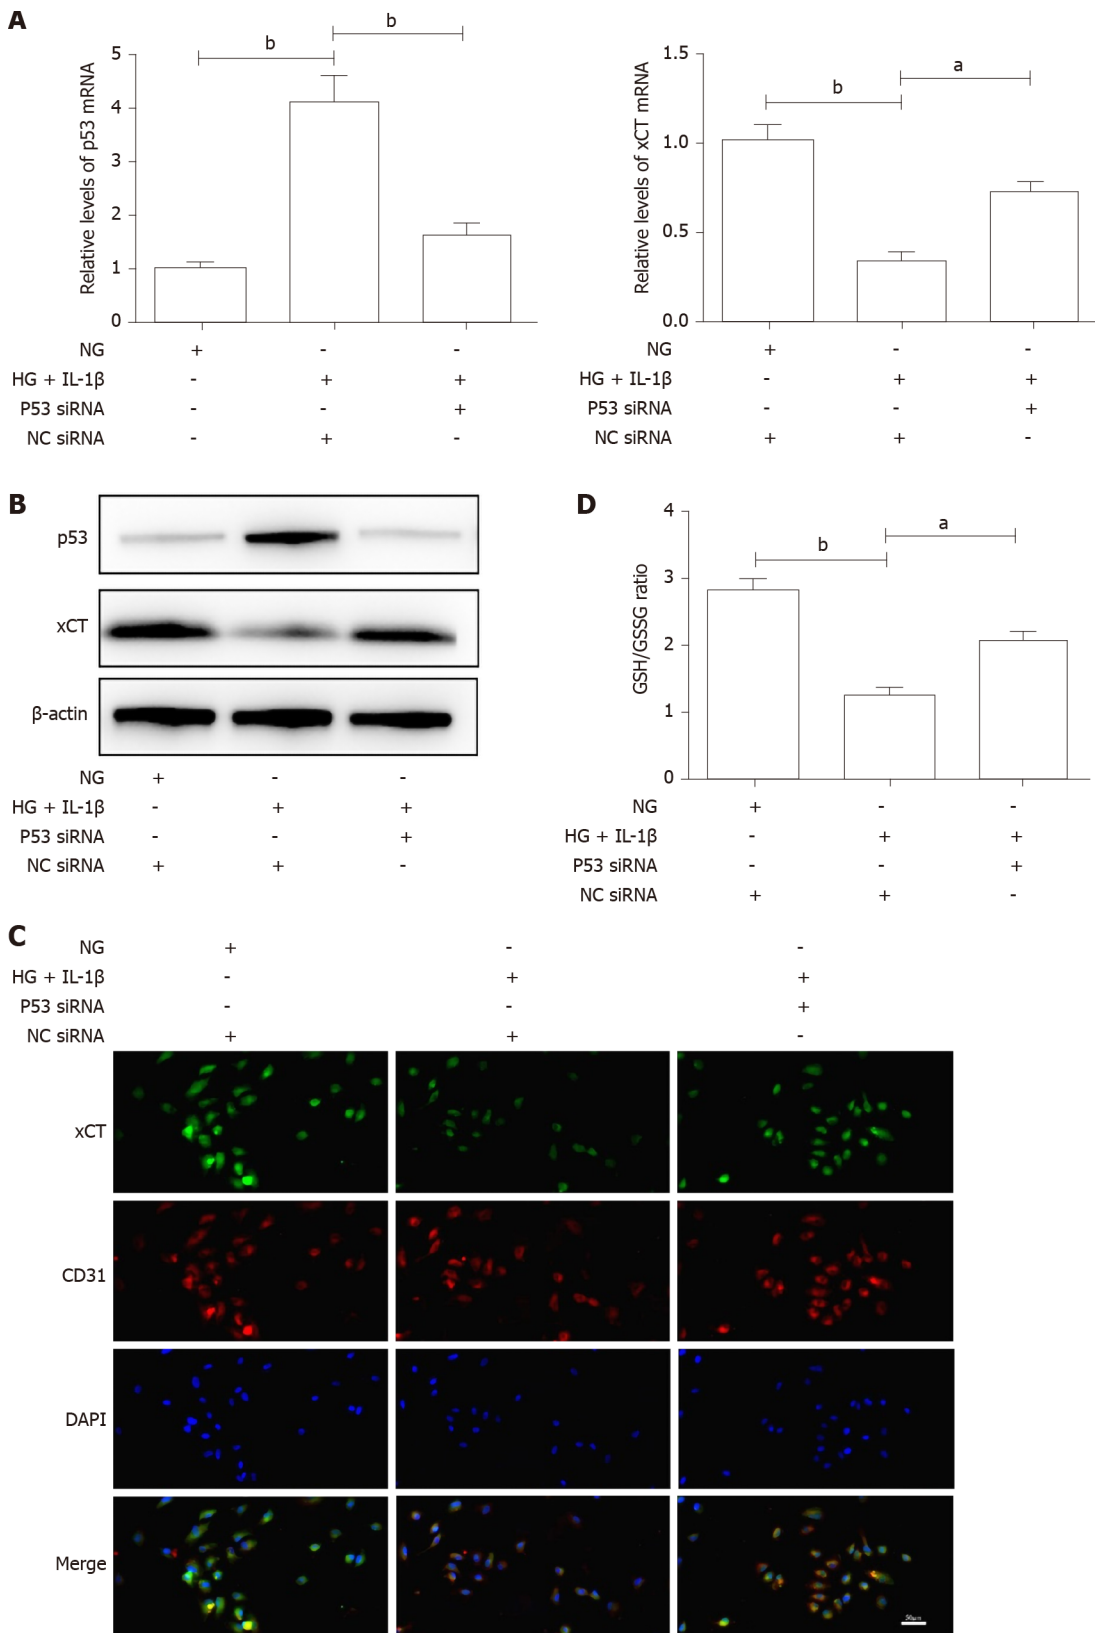 A
b
b
5
4
3
2
1
0
Relative levels of p53 mRNA
NG + - -
HG + IL-1β - + +
P53 siRNA - - +
NC siRNA - + -
a
b
1.5
1.0
0.5
0.0
Relative levels of xCT mRNA
NG + - -
HG + IL-1β - + +
P53 siRNA - - +
NC siRNA + + -
B
p53
xCT
β-actin
NG + - -
HG + IL-1β - + +
P53 siRNA - - +
NC siRNA + + -
D
a
b
4
3
2
1
0
GSH/GSSG ratio
NG + - -
HG + IL-1β - + +
P53 siRNA - - +
NC siRNA + + -
C
NG + - -
HG + IL-1β - + +
P53 siRNA - - +
NC siRNA + + -
xCT
CD31
DAPI
Merge